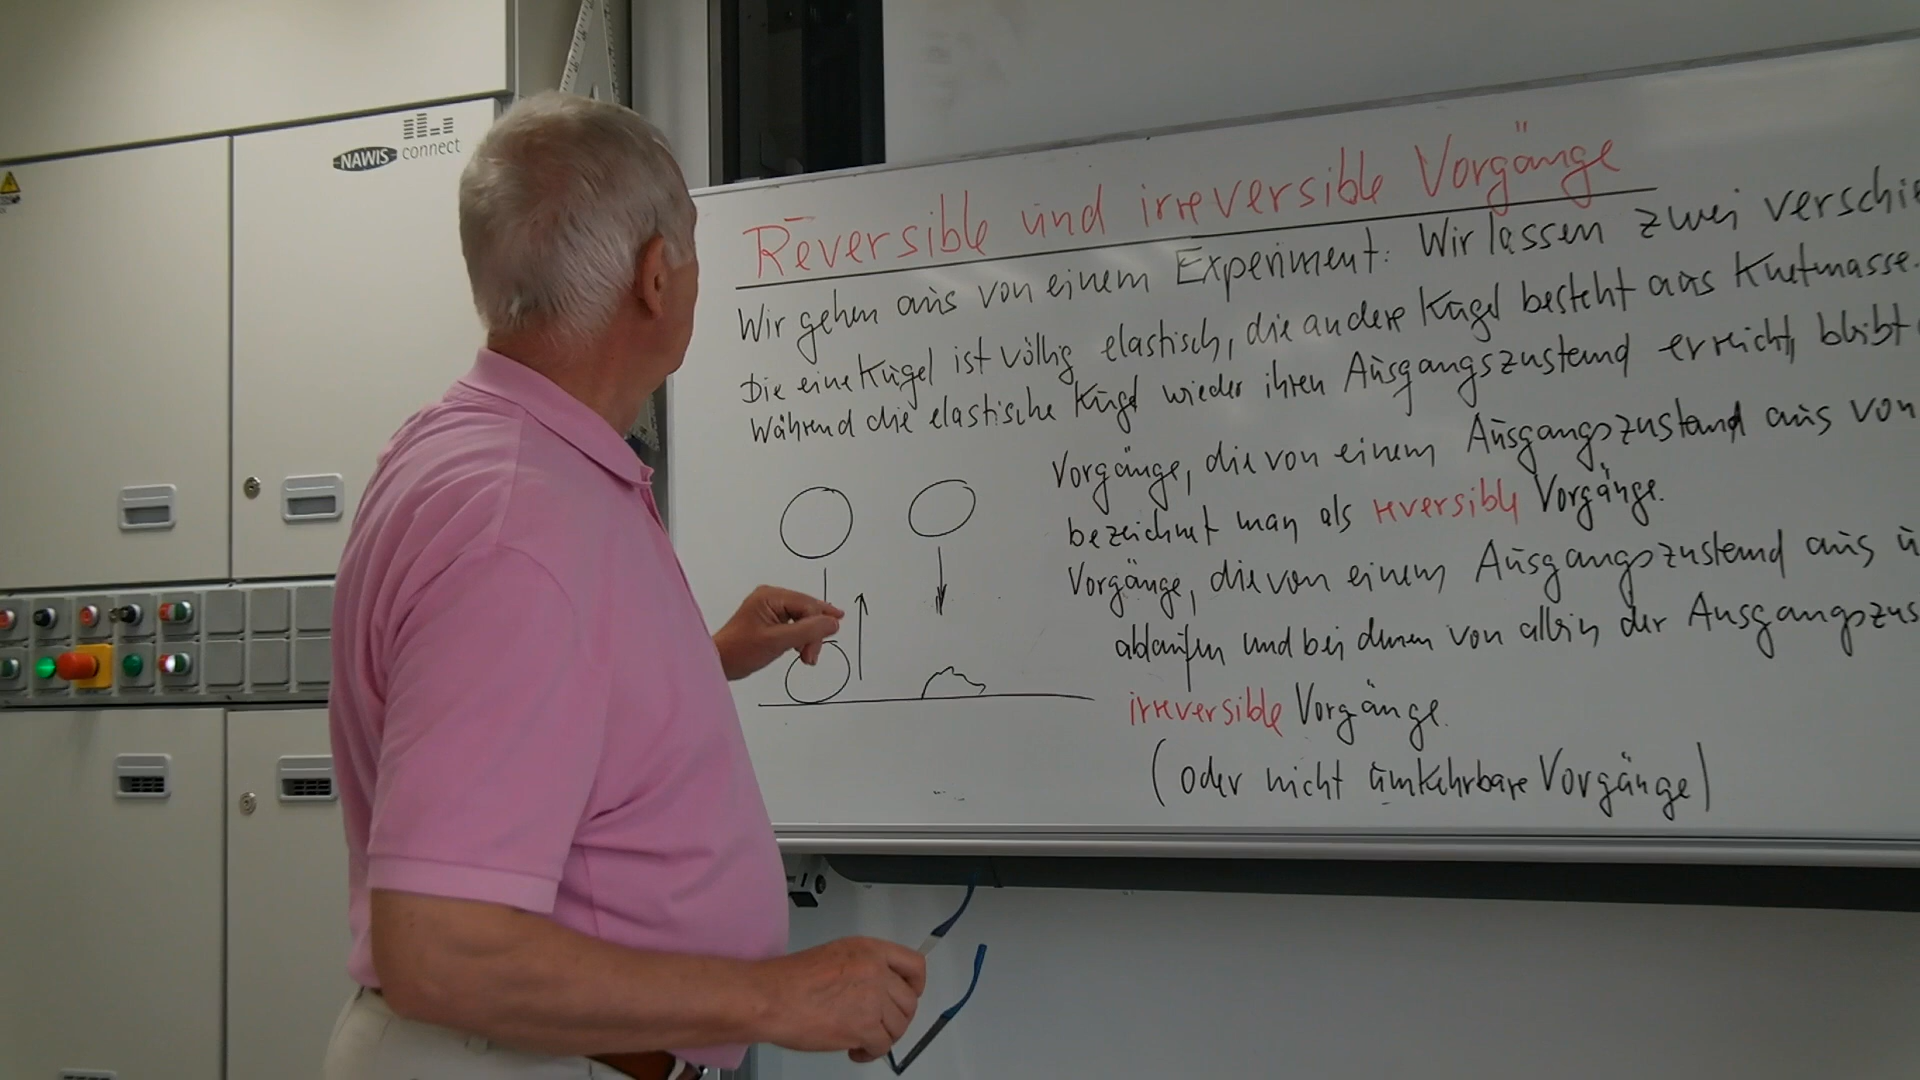 NAWIS connect
Reversible und irreversible Vorgänge
Wir gehen aus von einem Experiment: Wir lassen zwei verschie
Die eine Kugel ist völlig elastisch, die andere Kugel besteht aus Knetmasse.
Während die elastische Kugel wieder ihren Ausgangszustand erreicht, bleibt
Vorgänge, die von einem Ausgangszustand aus von
bezeichnet man als reversible Vorgänge.
Vorgänge, die von einem Ausgangszustand aus
ablaufen und bei denen von allein der Ausgangszus
irreversible Vorgänge.
(oder nicht umkehrbare Vorgänge)